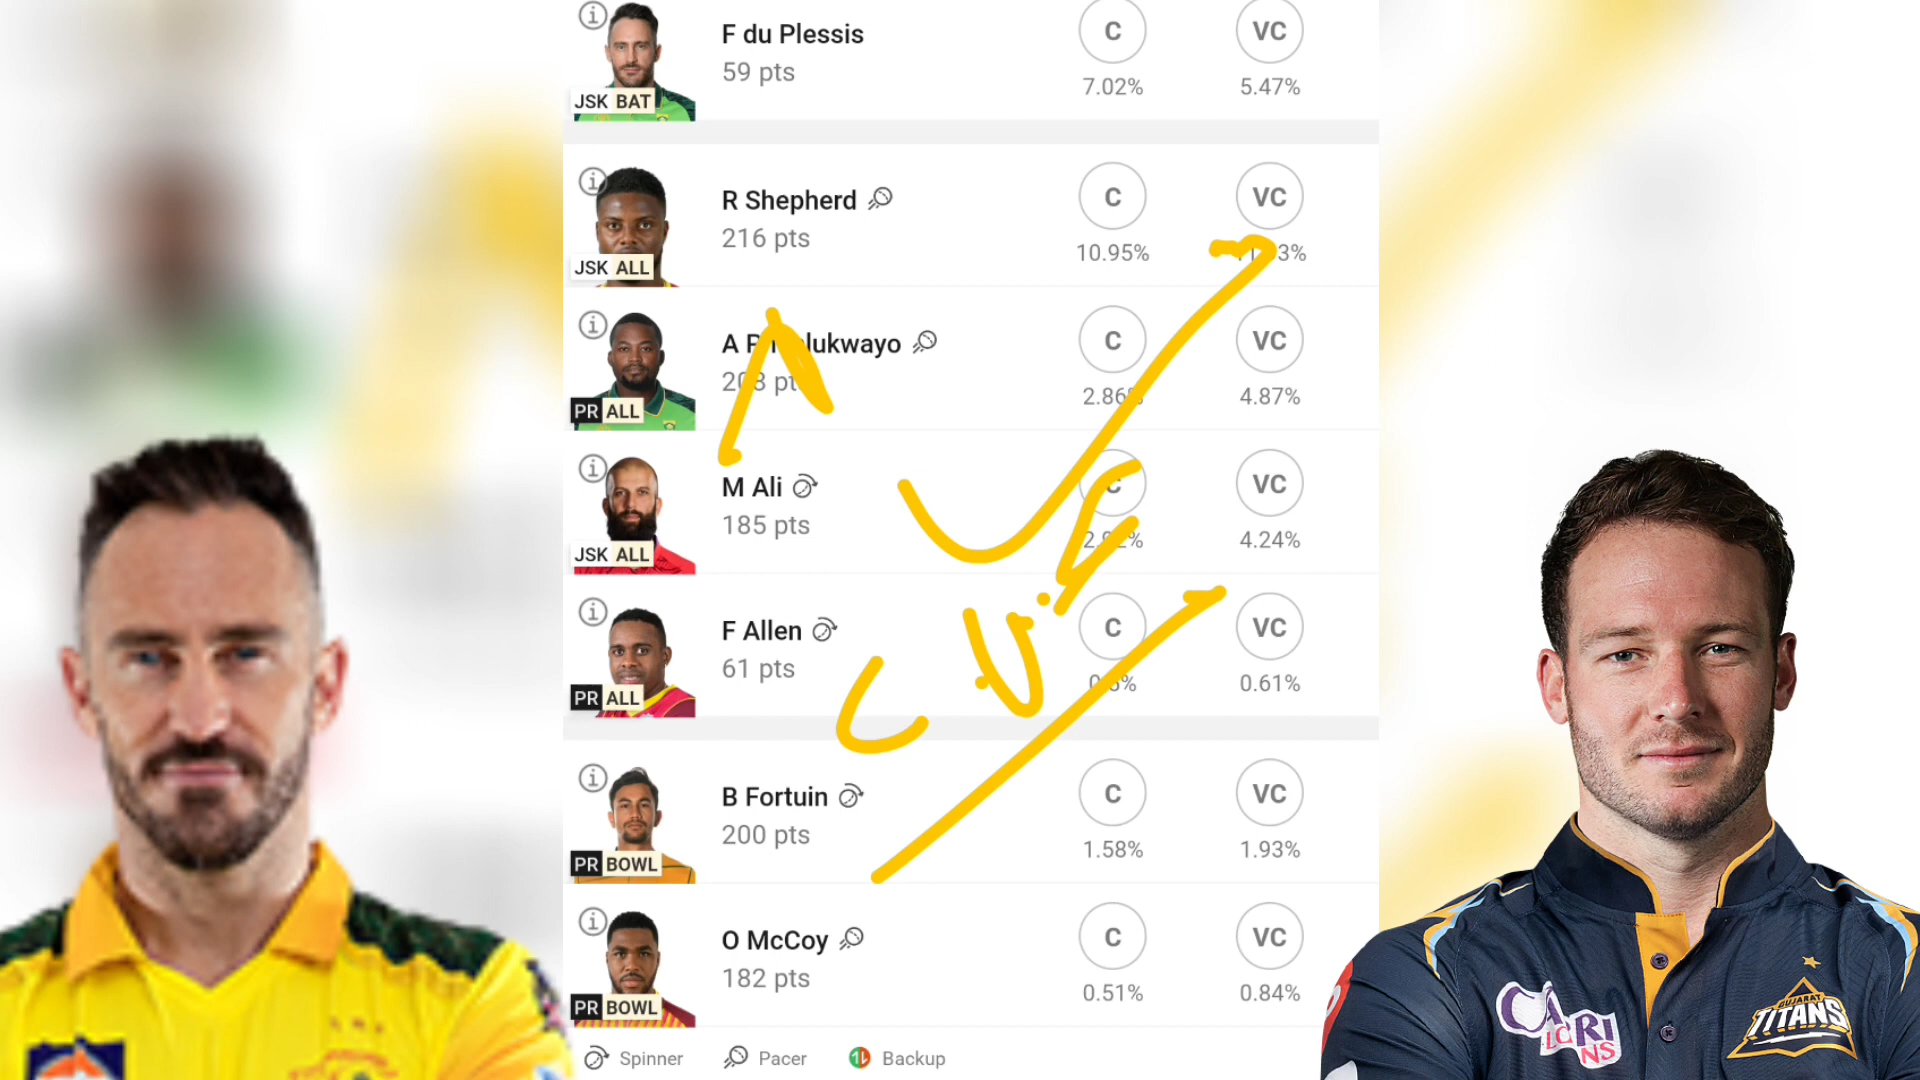 F du Plessis
59 pts
C
VC
7.02%
5.47%
JSK BAT
R Shepherd
216 pts
C
VC
10.95%
JSK ALL
C
VC
4.87%
PR ALL
M Ali
185 pts
C
VC
4.24%
JSK ALL
F Allen
61 pts
C
VC
0.61%
PR ALL
B Fortuin
200 pts
C
VC
1.58%
1.93%
PR BOWL
O McCoy
182 pts
C
VC
0.51%
0.84%
PR BOWL
Spinner Pacer Backup
GUJARAT
TITANS